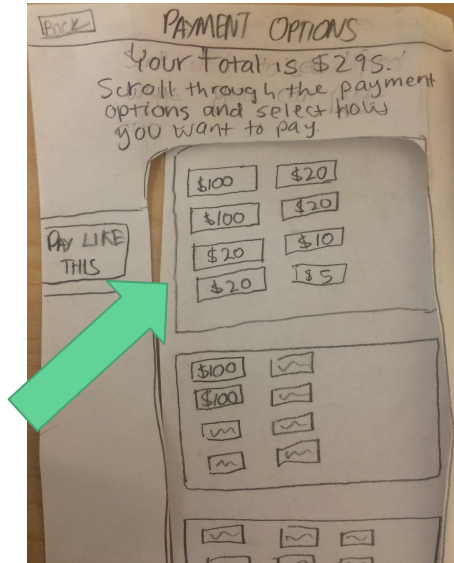 BACK
PAYMENT OPTIONS
Your total is $295.
Scroll through the payment
options and select how
you want to pay.
PAY LIKE
THIS
$100 $20
$100 $20
$20 $10
$20 $5
$100
$100